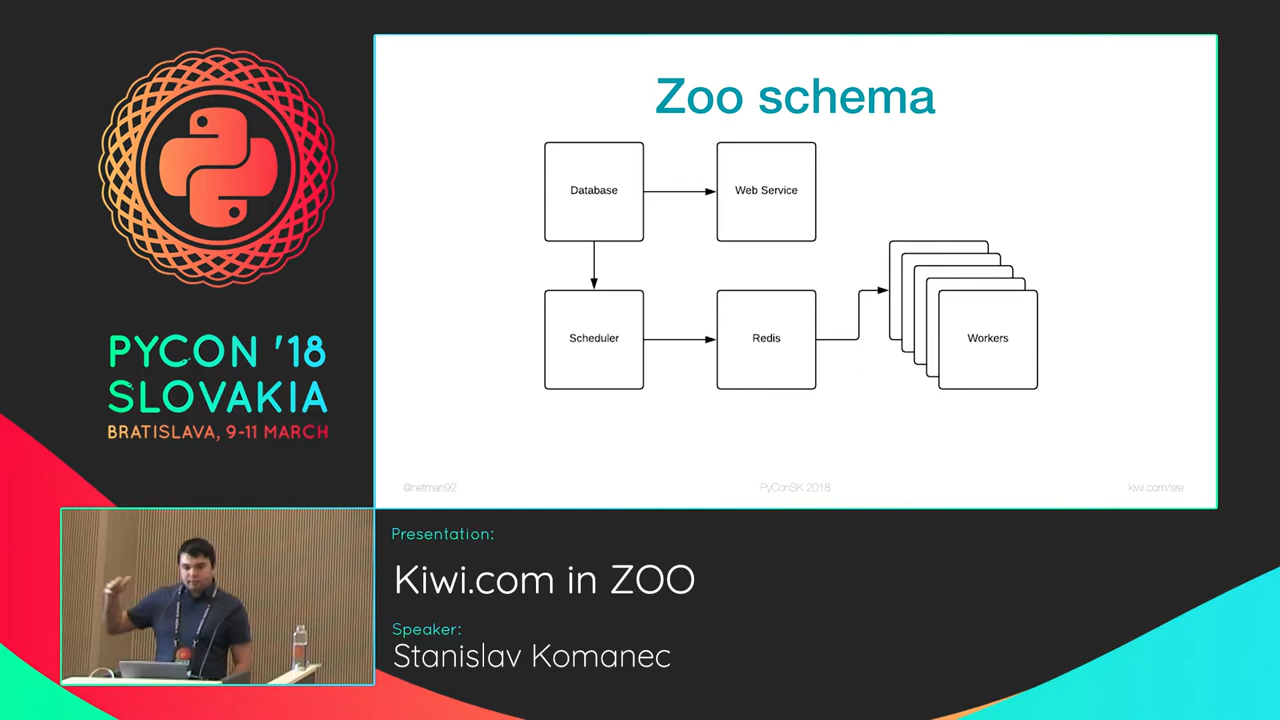 Zoo schema
Database
Web Service
Scheduler
Redis
Workers
@netman92
PyConSK 2018
kiwi.com/sre
PYCON '18
SLOVAKIA
BRATISLAVA, 9-11 MARCH
Presentation:
Kiwi.com in ZOO
Speaker:
Stanislav Komanec